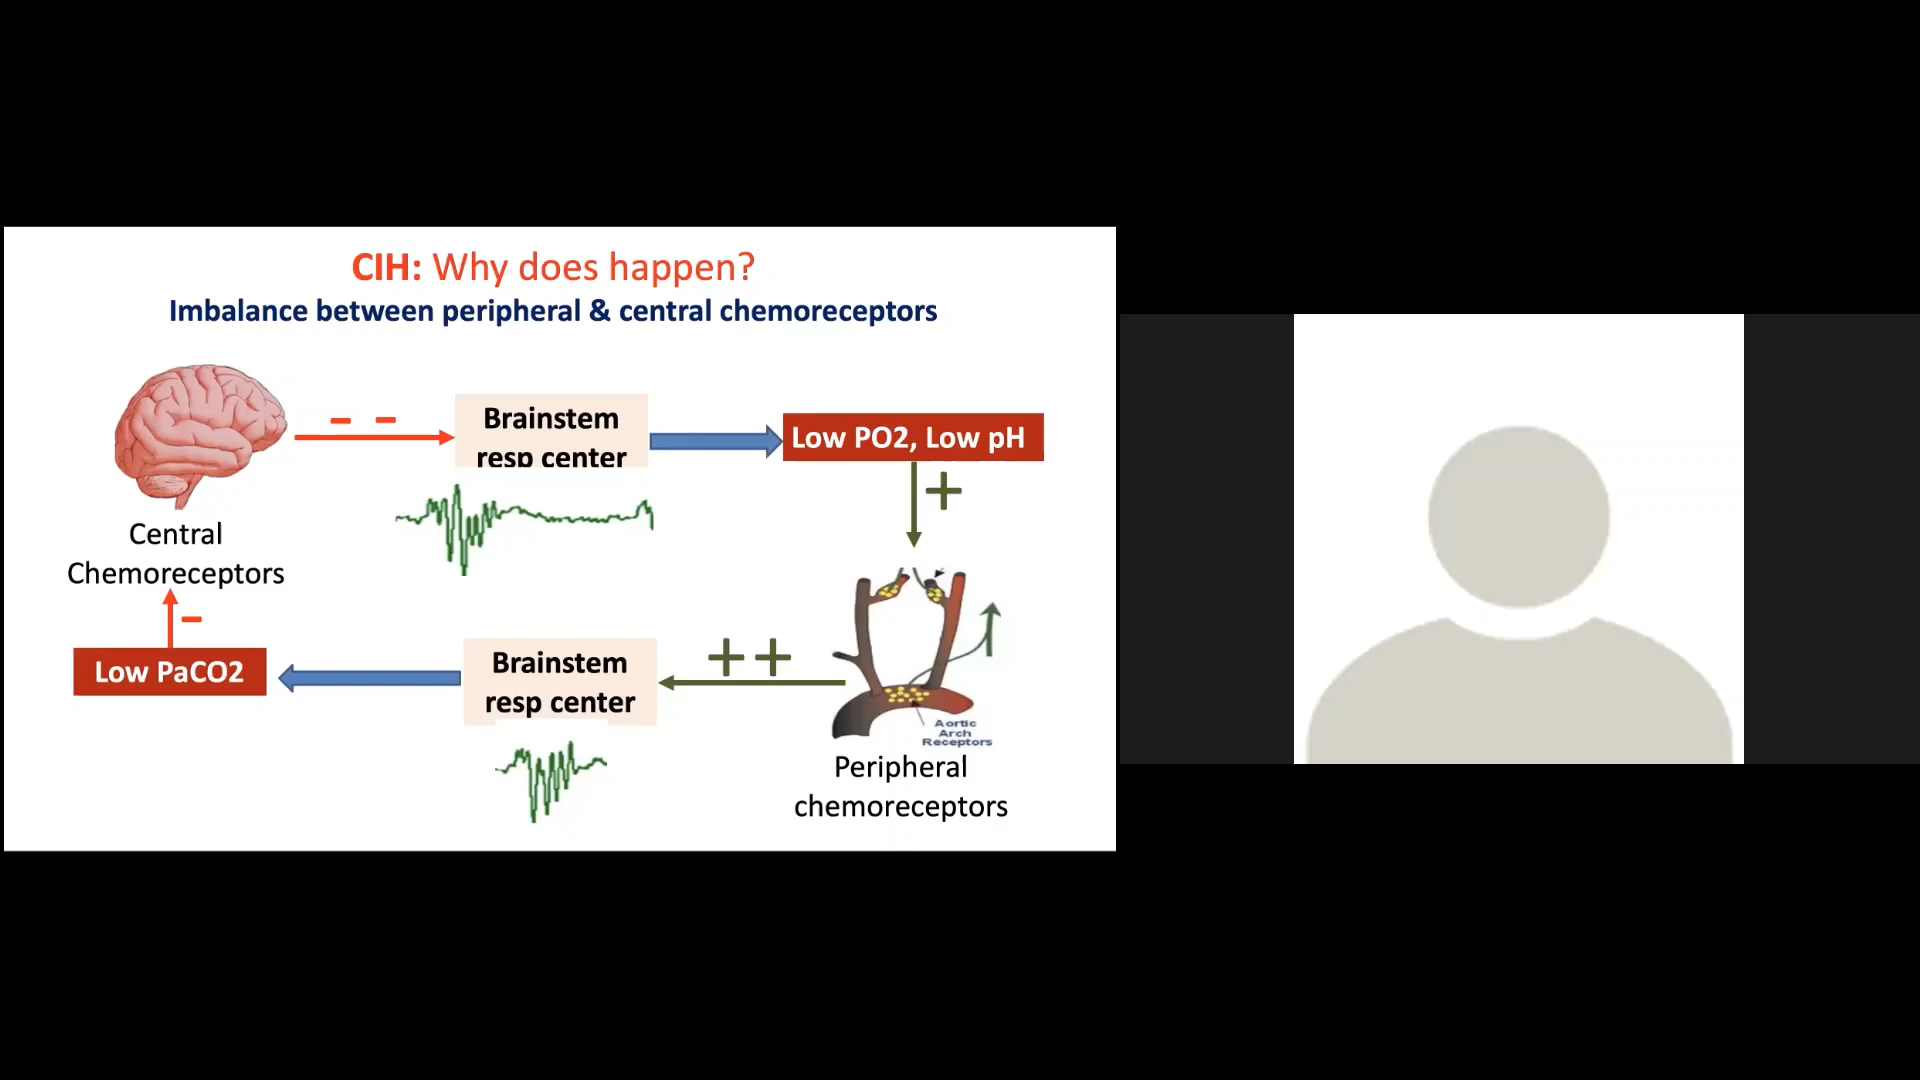 CIH: Why does happen?
Imbalance between peripheral & central chemoreceptors
Brainstem
resp center
Low PO2, Low pH
Central
Chemoreceptors
Low PaCO2
Brainstem
resp center
Aortic
Arch
Receptors
Peripheral
chemoreceptors